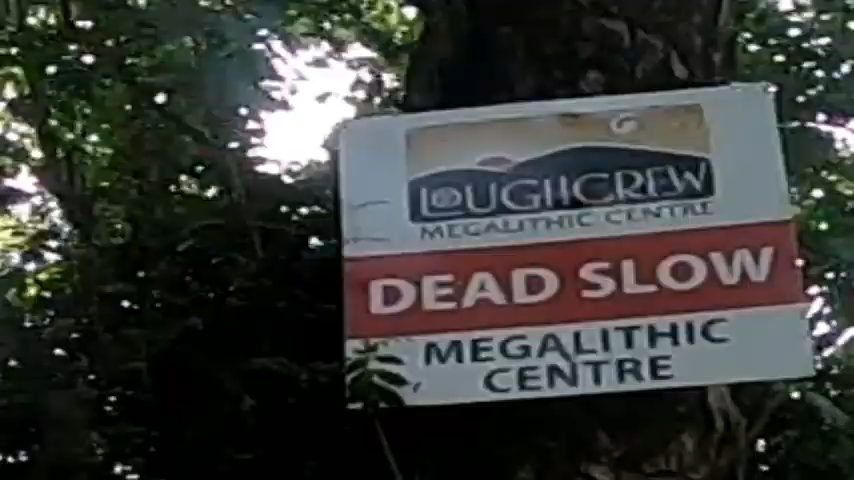 LOUGHCREW
MEGALITHIC CENTRE
DEAD SLOW
MEGALITHIC
CENTRE